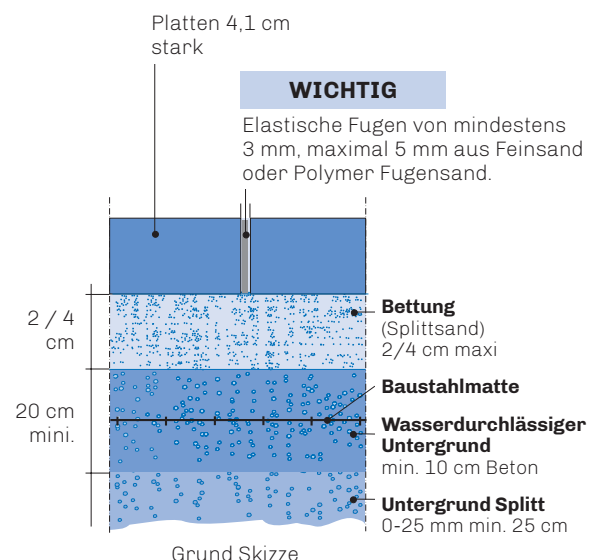 Platten 4,1 cm
stark
WICHTIG
Elastische Fugen von mindestens
3 mm, maximal 5 mm aus Feinsand
oder Polymer Fugensand.
2 / 4
cm
20 cm
mini.
Bettung
(Splittsand)
2/4 cm maxi
Baustahlmatte
Wasserdurchlässiger
Untergrund
min. 10 cm Beton
Untergrund Splitt
0-25 mm min. 25 cm
Grund Skizze